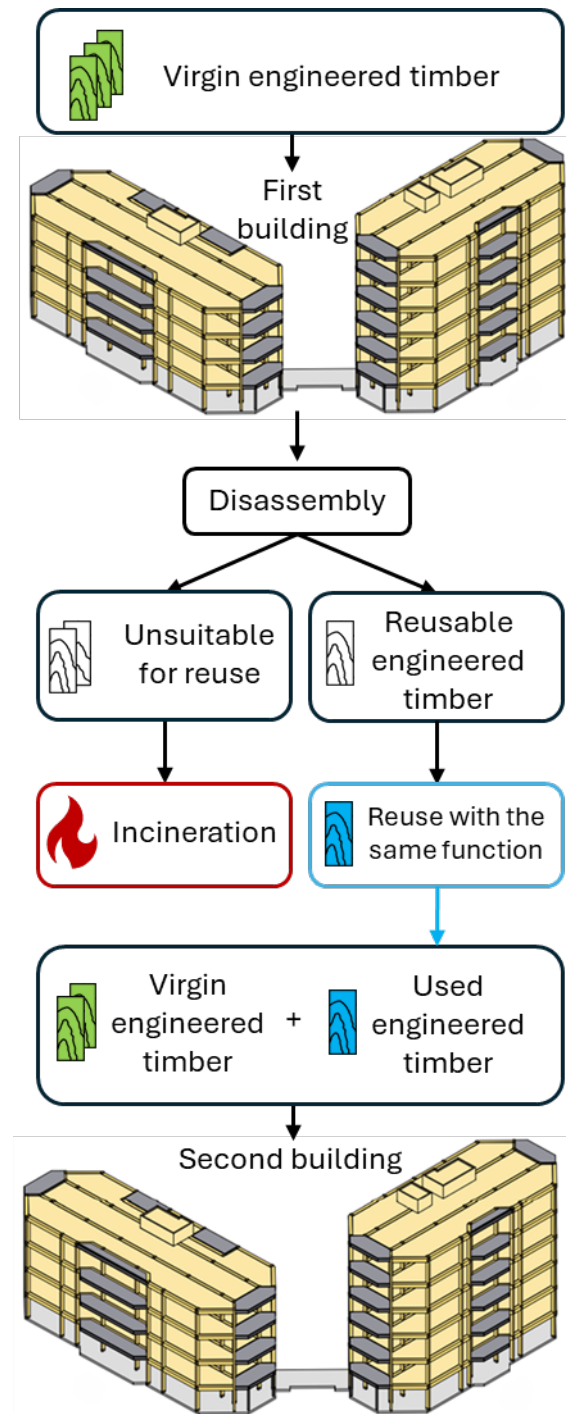 Virgin engineered timber
First
building
Disassembly
Unsuitable
for reuse
Reusable
engineered
timber
Incineration
Reuse with the
same function
Virgin
engineered
timber
+
Used
engineered
timber
Second building